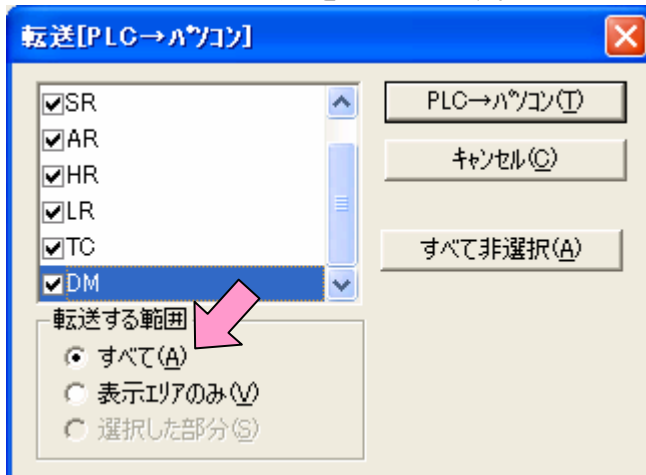 転送[PLC→ﾊﾟｿｺﾝ]
SR
AR
HR
LR
TC
DM
PLC→ﾊﾟｿｺﾝ(T)
ｷｬﾝｾﾙ(C)
すべて非選択(A)
転送する範囲
すべて(A)
表示ｴﾘｱのみ(V)
選択した部分(S)